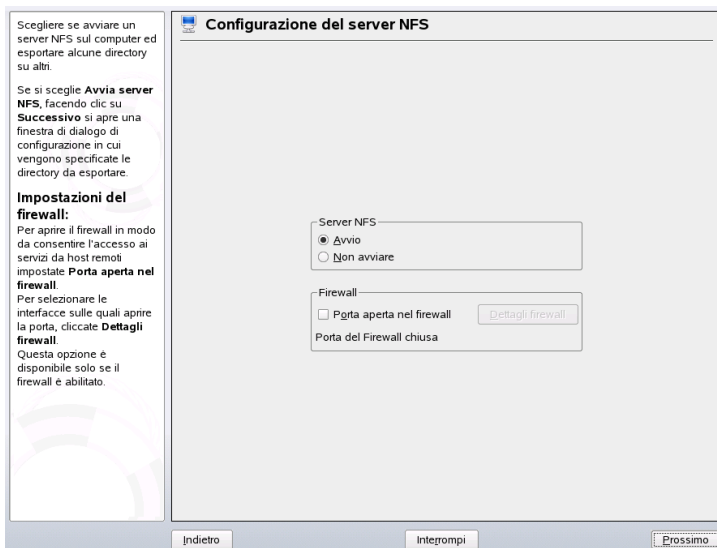 Scegliere se avviare un
server NFS sul computer ed
esportare alcune directory
su altri.
Se si sceglie Avvia server
NFS, facendo clic su
Successivo si apre una
finestra di dialogo di
configurazione in cui
vengono specificate le
directory da esportare.
Impostazioni del
firewall:
Per aprire il firewall in modo
da consentire l'accesso ai
servizi da host remoti
impostate Porta aperta nel
firewall.
Per selezionare le
interfacce sulle quali aprire
la porta, cliccate Dettagli
firewall.
Questa opzione è
disponibile solo se il
firewall è abilitato.
Configurazione del server NFS
Server NFS
Avvio
Non avviare
Firewall
Porta aperta nel firewall
Dettagli firewall
Porta del Firewall chiusa
Indietro
Interrompi
Prossimo